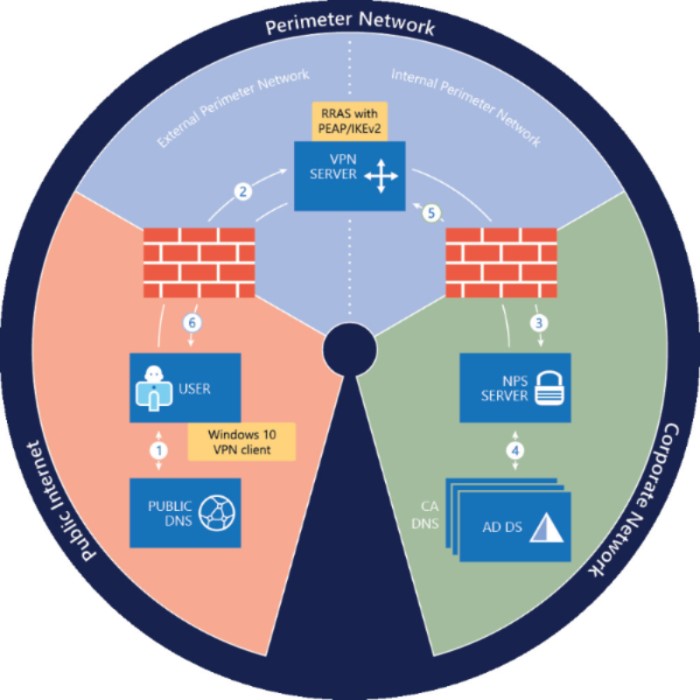 Perimeter Network
External Perimeter Network
Internal Perimeter Network
RRAS with
PEAP/IKEv2
VPN
SERVER
2
5
6
3
USER
NPS
SERVER
Windows 10
VPN client
1
4
PUBLIC
DNS
CA
DNS
AD DS
Public Internet
Corporate Network